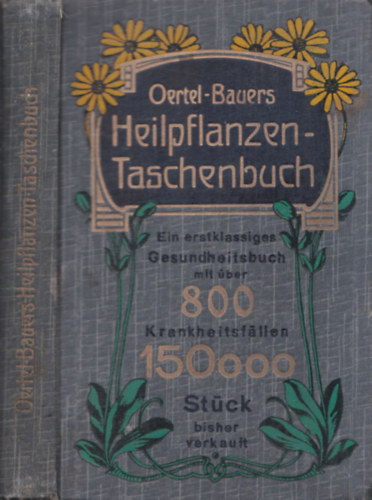 Oertel-Bauers Heilpflanzen-Taschenbuch
Oertel-Bauers
Heilpflanzen-
Taschenbuch
Ein erstklassiges
Gesundheitsbuch
mit über
800
Krankheitsfällen
150000
Stück
bisher
verkauft